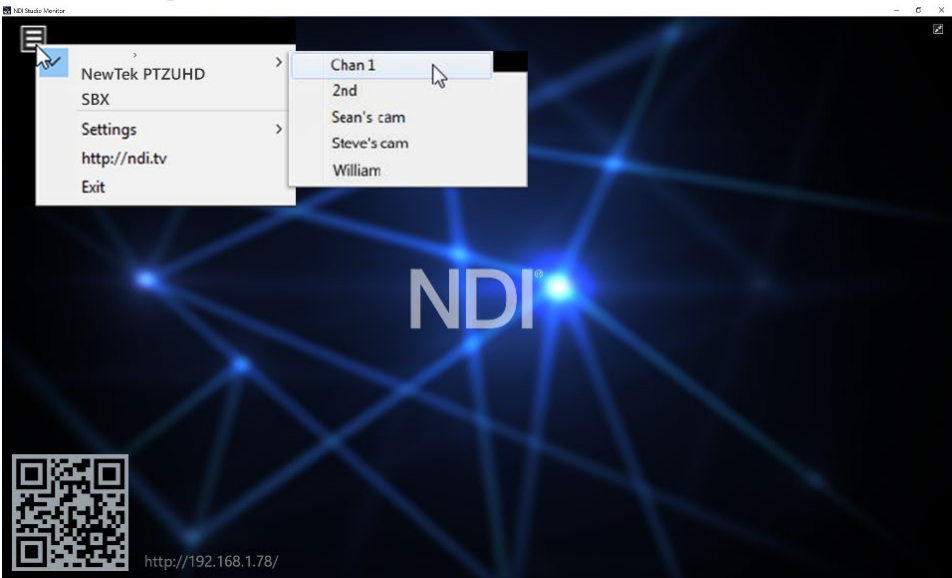 NDI Studio Monitor
NewTek PTZUHD
SBX
Settings
http://ndi.tv
Exit
Chan 1
2nd
Sean's cam
Steve's cam
William
NDI®
http://192.168.1.78/